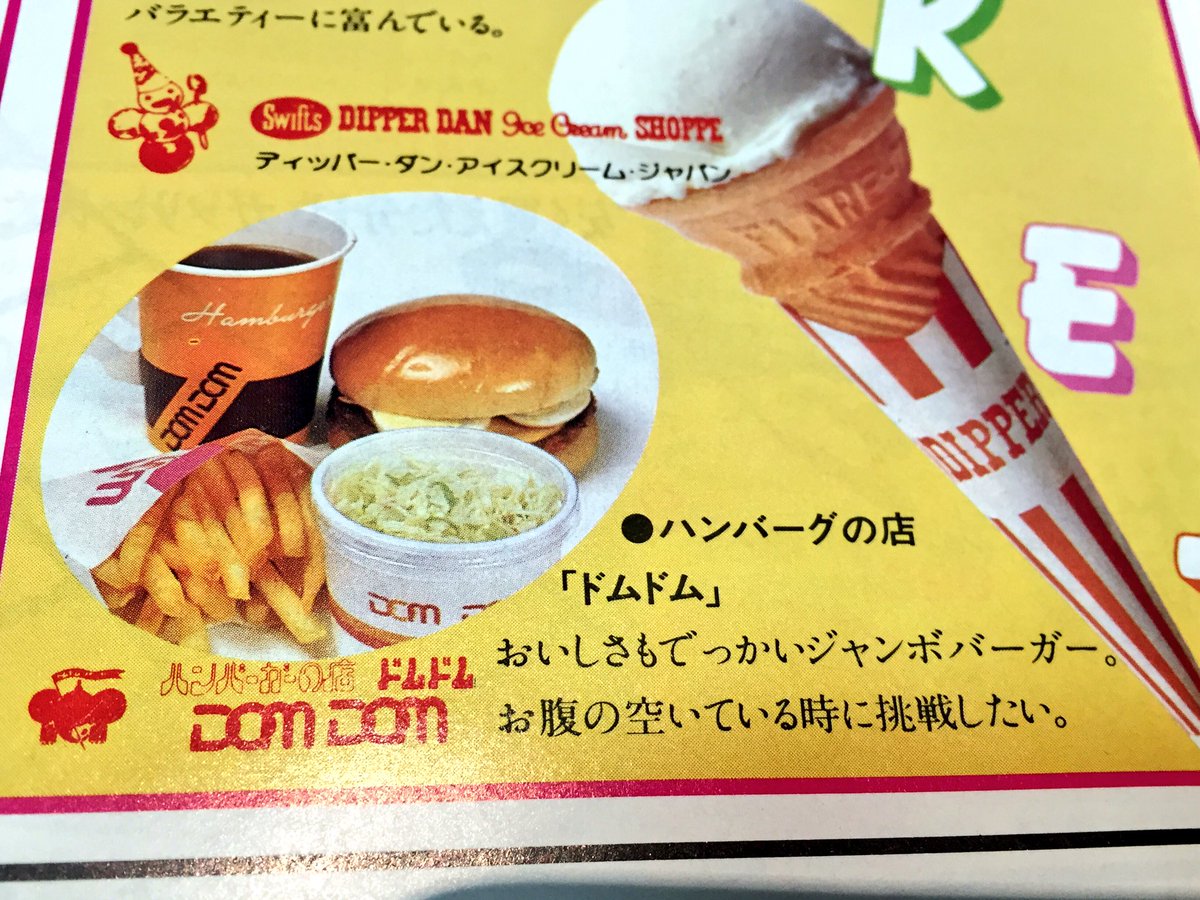 バラエティーに富んでいる。
K
Swift's DIPPER DAN Ice Cream SHOPPE
ディッパー・ダン・アイスクリーム・ジャパン
FLARE
E
Hamburge
DOM DOM
DIPPER
●ハンバーグの店
「ドムドム」
DOM
おいしさもでっかいジャンボバーガー。
お腹の空いている時に挑戦したい。
ハンバーガーの店 ドムドム
DOM DOM